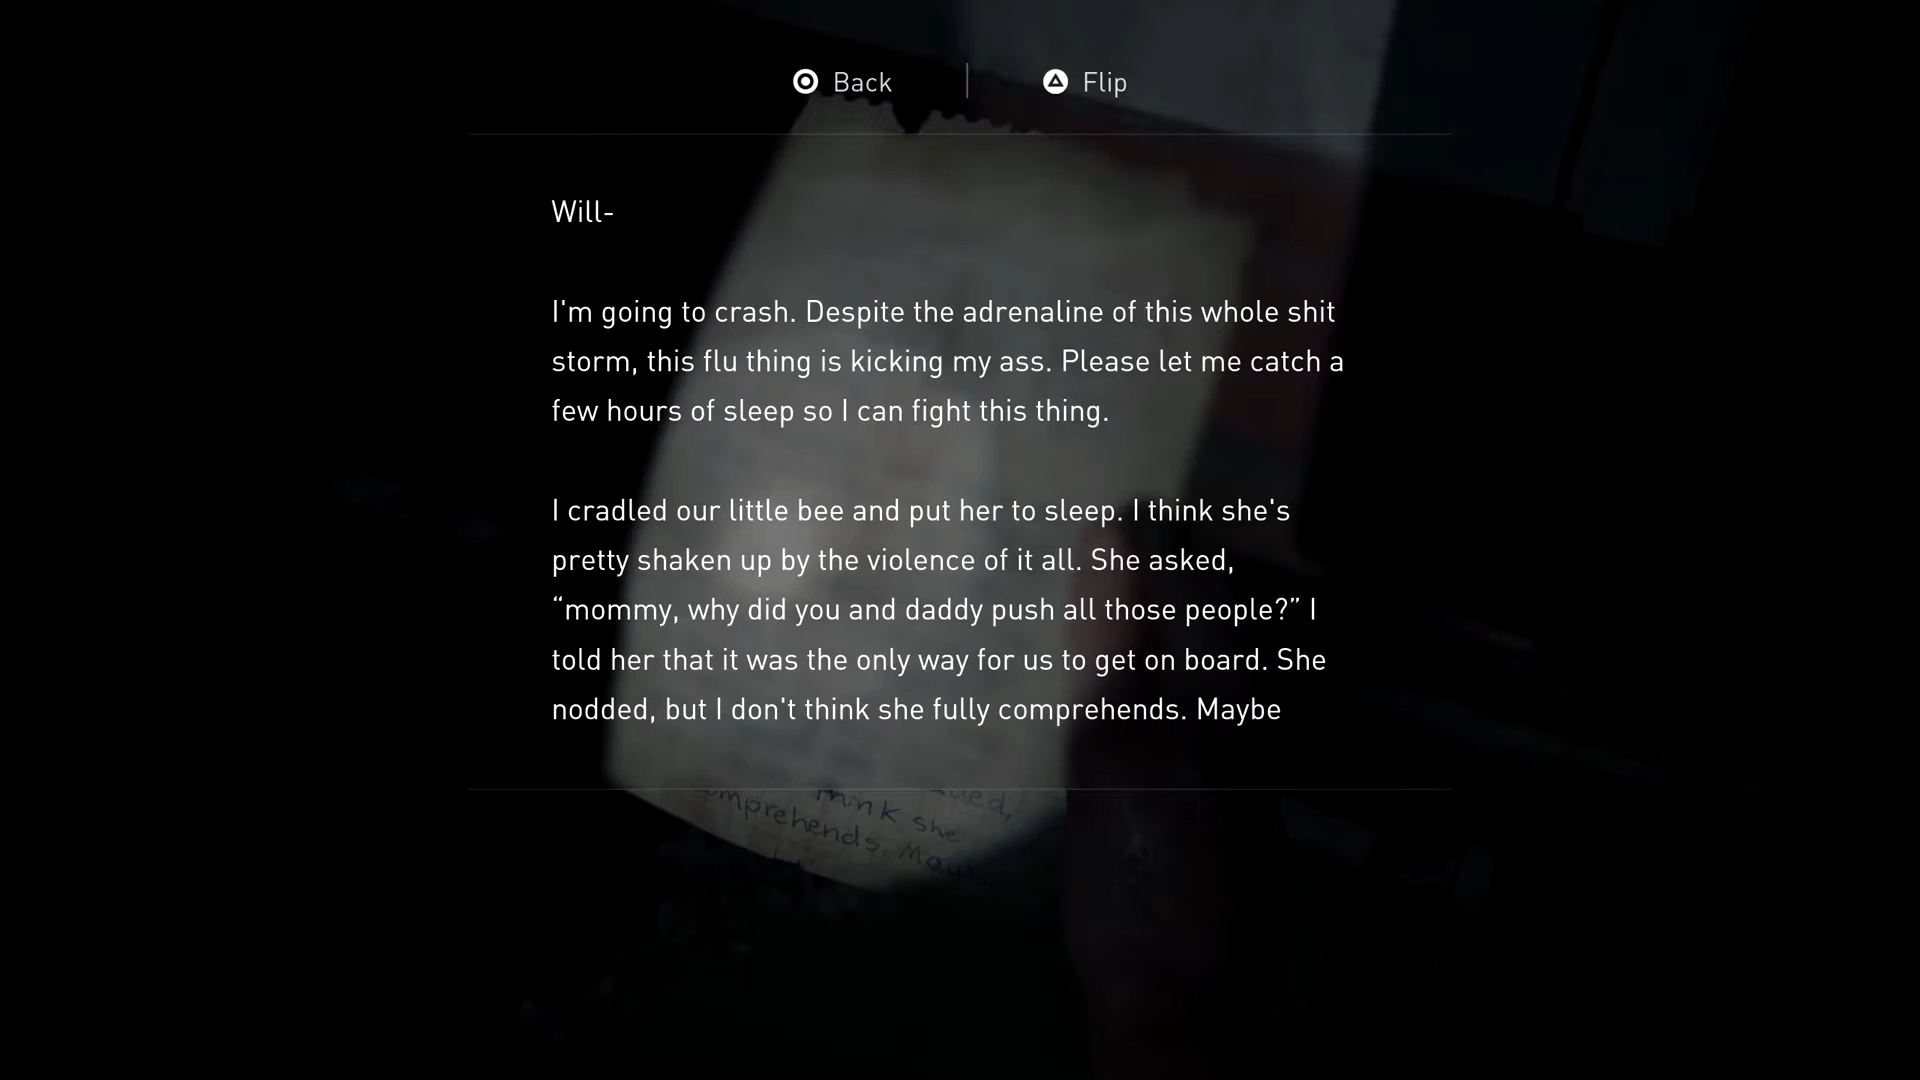 Back Flip
Will-
I'm going to crash. Despite the adrenaline of this whole shit
storm, this flu thing is kicking my ass. Please let me catch a
few hours of sleep so I can fight this thing.
I cradled our little bee and put her to sleep. I think she's
pretty shaken up by the violence of it all. She asked,
“mommy, why did you and daddy push all those people?” I
told her that it was the only way for us to get on board. She
nodded, but I don't think she fully comprehends. Maybe
think she
comprehends. Maybe